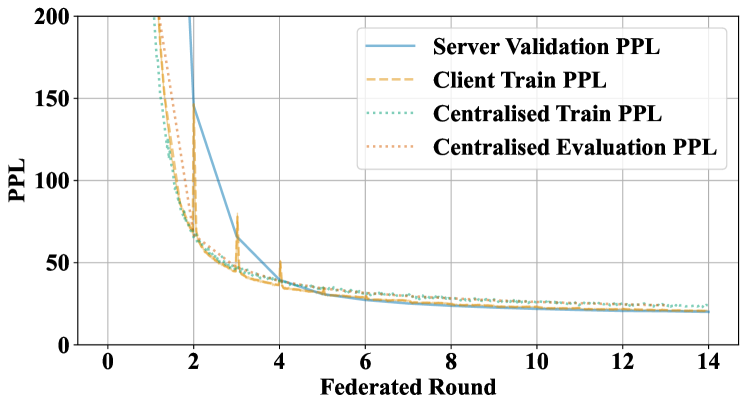 200
150
100
50
0
PPL
Server Validation PPL
Client Train PPL
Centralised Train PPL
Centralised Evaluation PPL
0 2 4 6 8 10 12 14
Federated Round